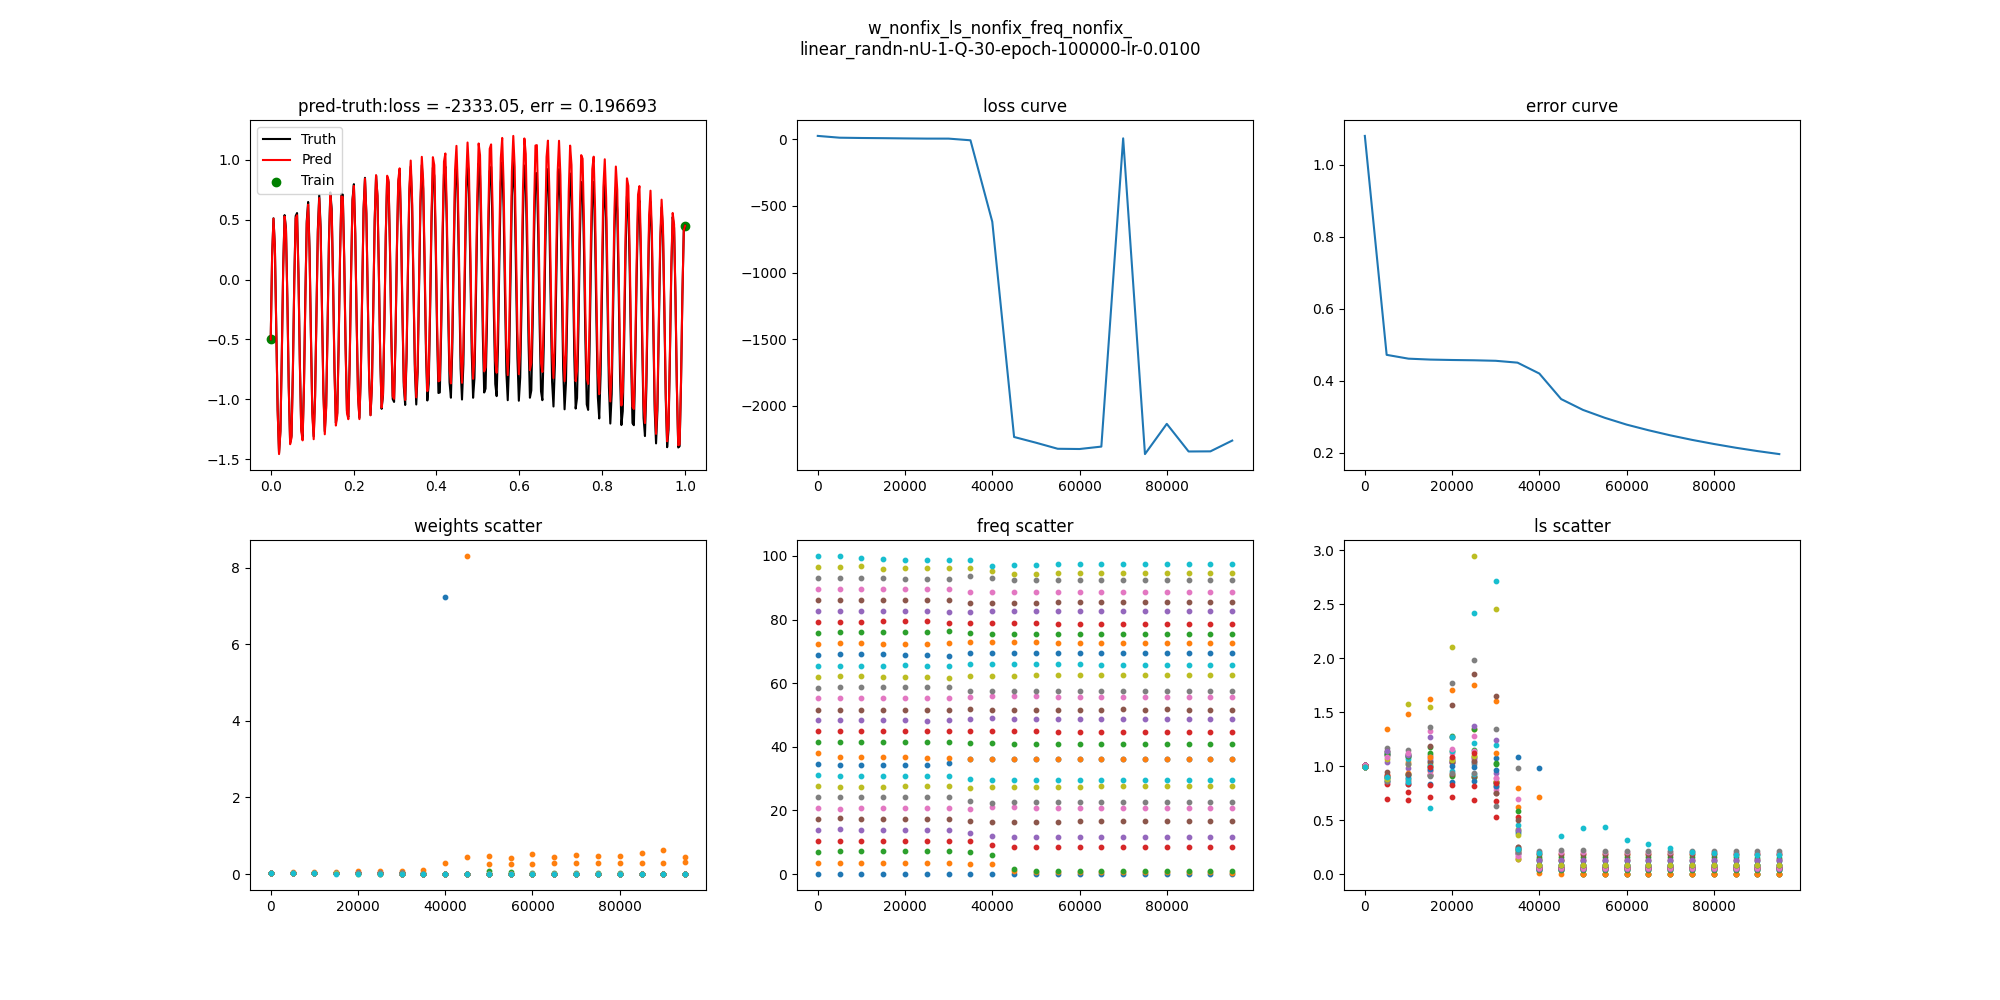 w_nonfix_ls_nonfix_freq_nonfix_
linear_randn-nU-1-Q-30-epoch-100000-lr-0.0100
pred-truth:loss = -2333.05, err = 0.196693
Truth
Pred
Train
1.0
0.5
0.0
−0.5
−1.0
−1.5
0.0 0.2 0.4 0.6 0.8 1.0
loss curve
0
−500
−1000
−1500
−2000
0 20000 40000 60000 80000
error curve
1.0
0.8
0.6
0.4
0.2
0 20000 40000 60000 80000
weights scatter
8
6
4
2
0
0 20000 40000 60000 80000
freq scatter
100
80
60
40
20
0
0 20000 40000 60000 80000
ls scatter
3.0
2.5
2.0
1.5
1.0
0.5
0.0
0 20000 40000 60000 80000